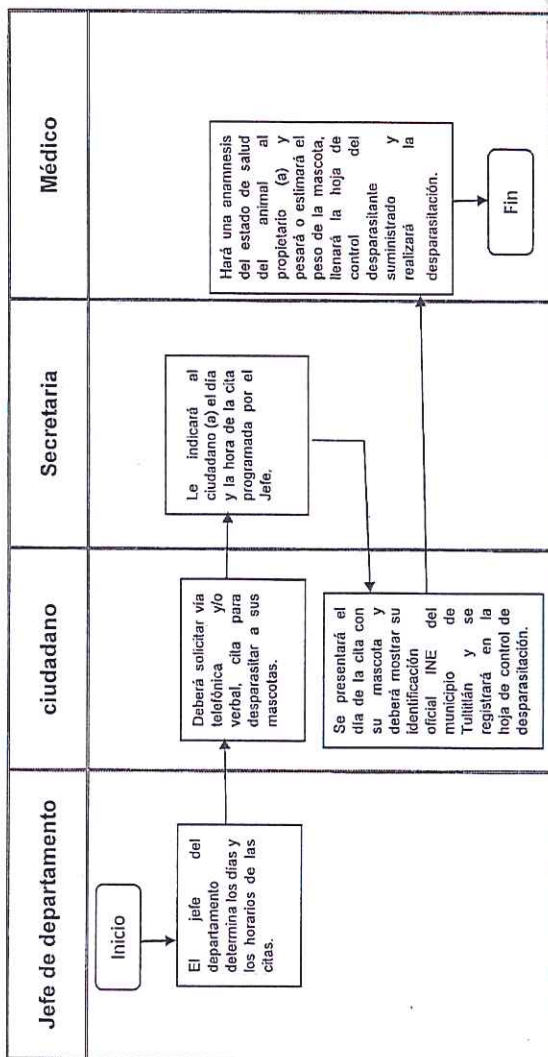 Jefe de departamento
ciudadano
Secretaria
Médico
Inicio
El jefe del
departamento
determina los días y
los horarios de las
citas.
Deberá solicitar vía
telefónica y/o
verbal, cita para
desparasitar a sus
mascotas.
Le indicará al
ciudadano (a) el día
y la hora de la cita
programada por el
Jefe.
Se presentará el
día de la cita con
su mascota y
deberá mostrar su
identificación
oficial INE del
municipio de
Tultitlán y se
registrará en la
hoja de control de
desparasitación.
Hará una anamnesis
del estado de salud
del animal al
propietario (a) y
pesará o estimará el
peso de la mascota,
llenará la hoja de
control del
desparasitante
suministrado y
realizará la
desparasitación.
Fin